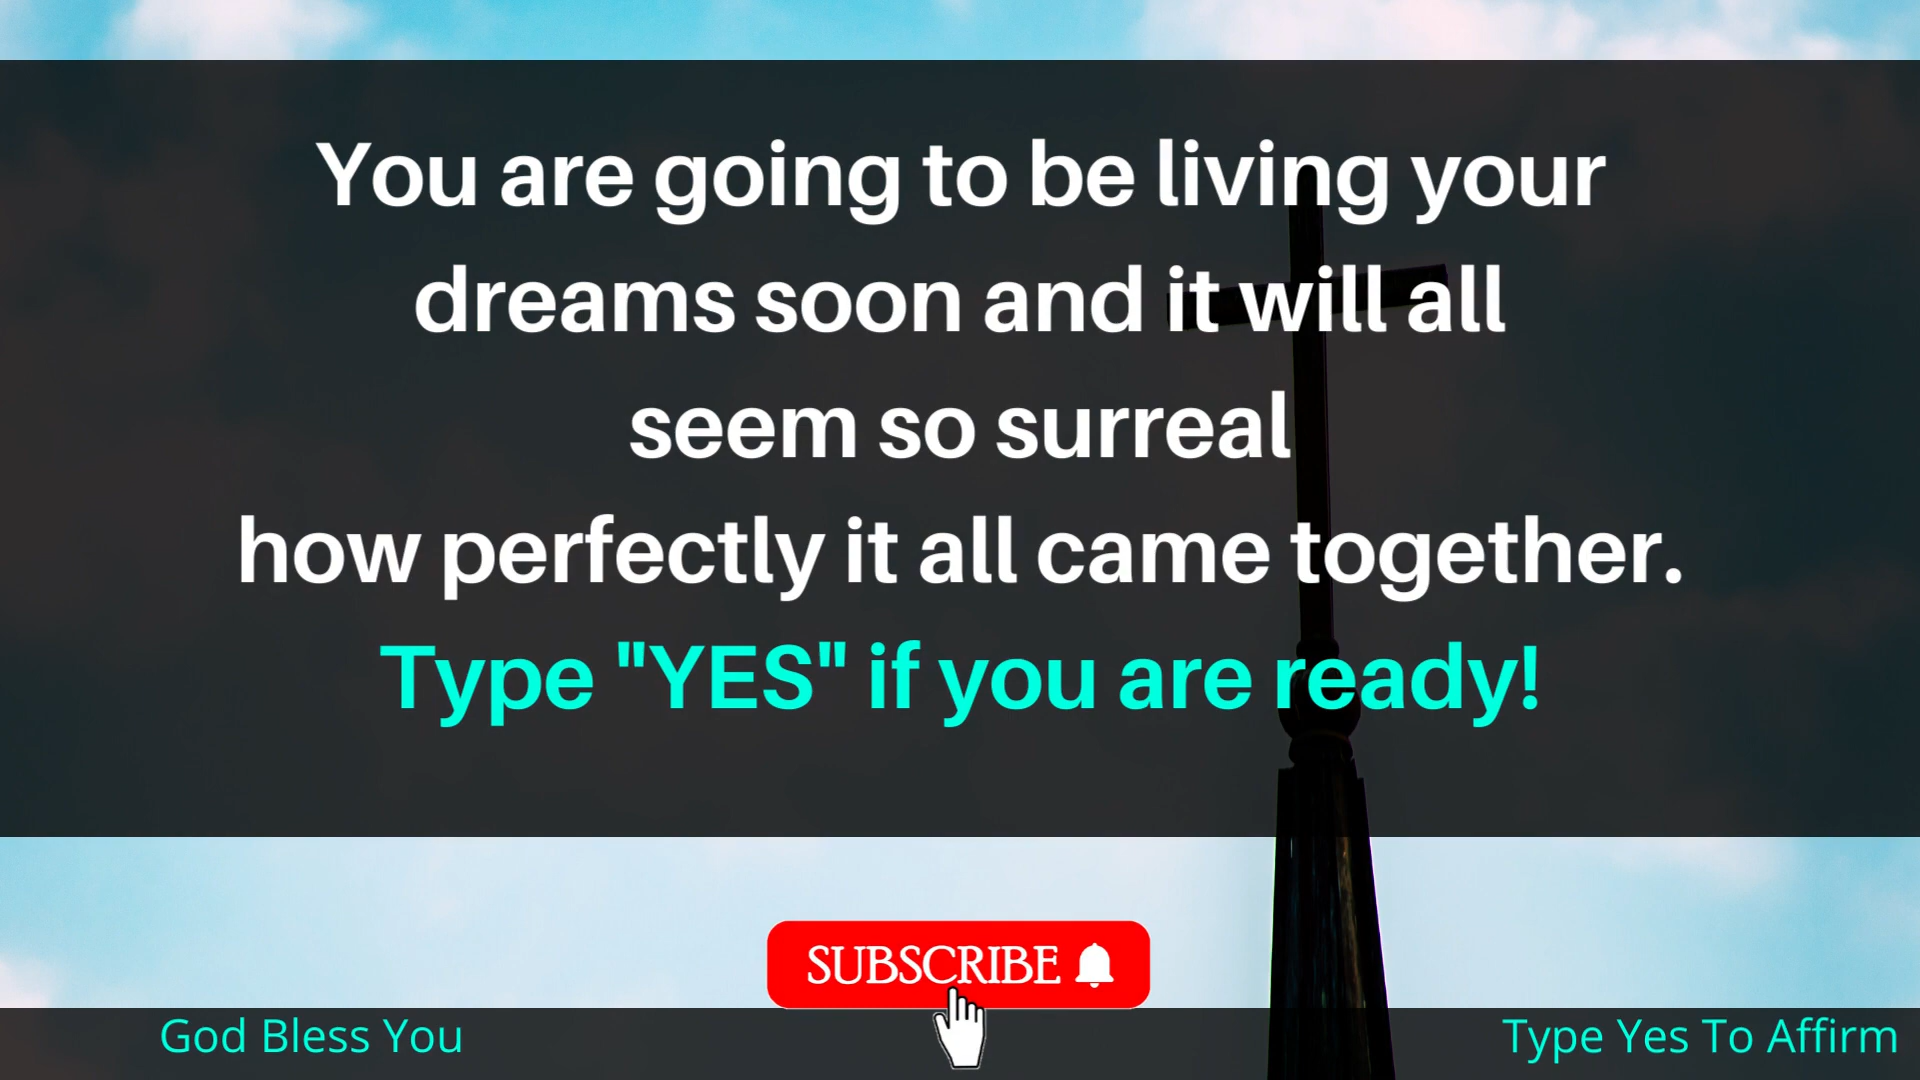 You are going to be living your
dreams soon and it will all
seem so surreal
how perfectly it all came together.
Type "YES" if you are ready!
SUBSCRIBE
God Bless You
Type Yes To Affirm